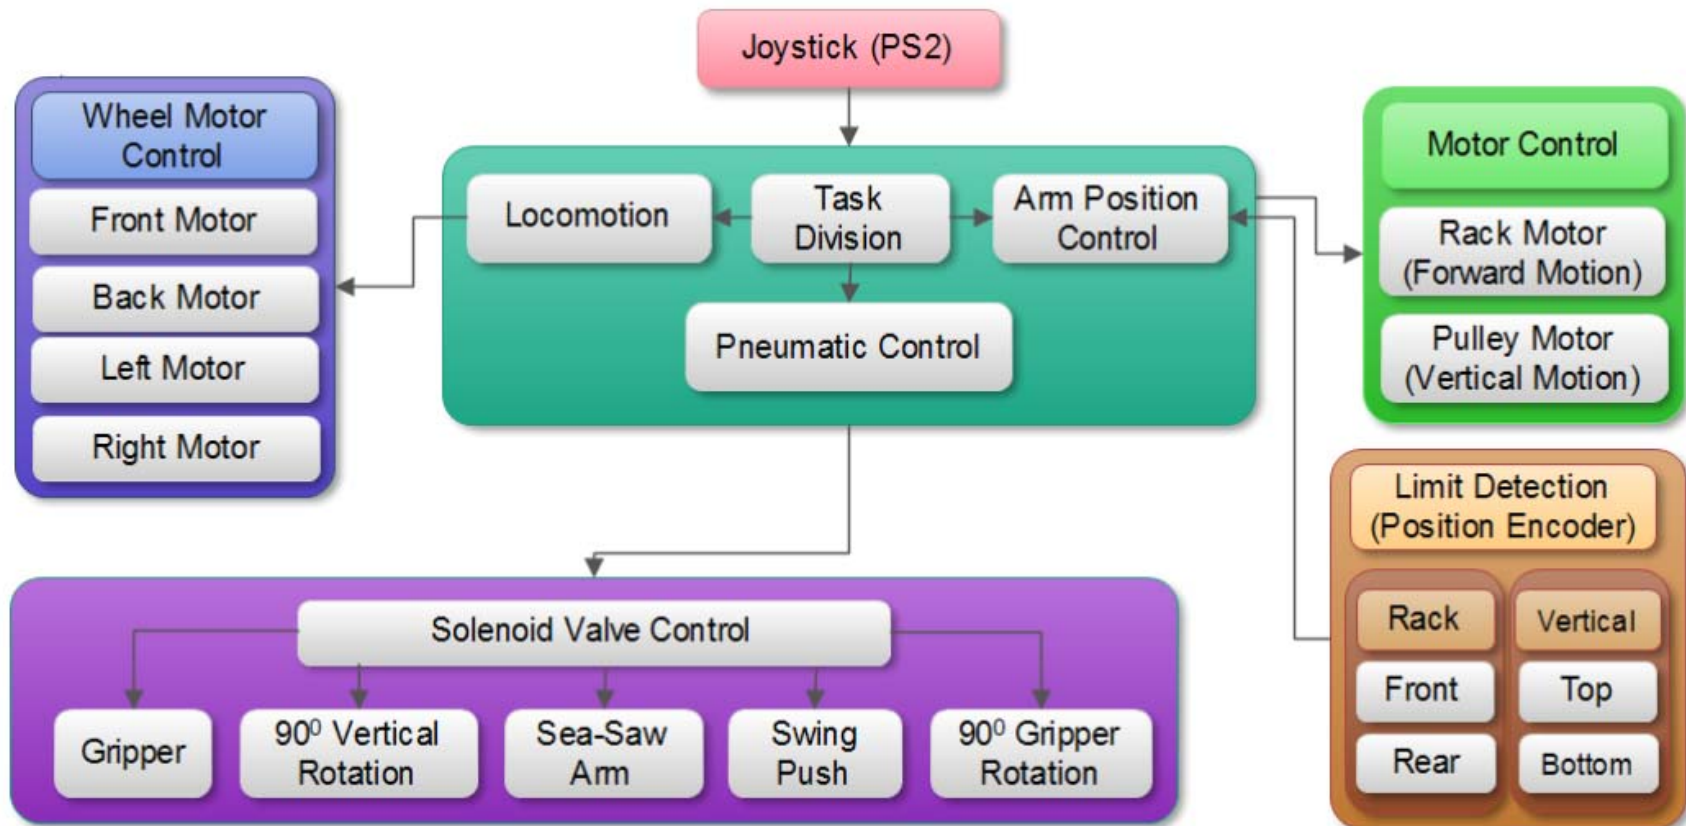 Joystick (PS2)
Wheel Motor
Control
Front Motor
Back Motor
Left Motor
Right Motor
Locomotion
Task
Division
Arm Position
Control
Pneumatic Control
Motor Control
Rack Motor
(Forward Motion)
Pulley Motor
(Vertical Motion)
Limit Detection
(Position Encoder)
Rack
Front
Rear
Vertical
Top
Bottom
Solenoid Valve Control
Gripper
90⁰ Vertical
Rotation
Sea-Saw
Arm
Swing
Push
90⁰ Gripper
Rotation